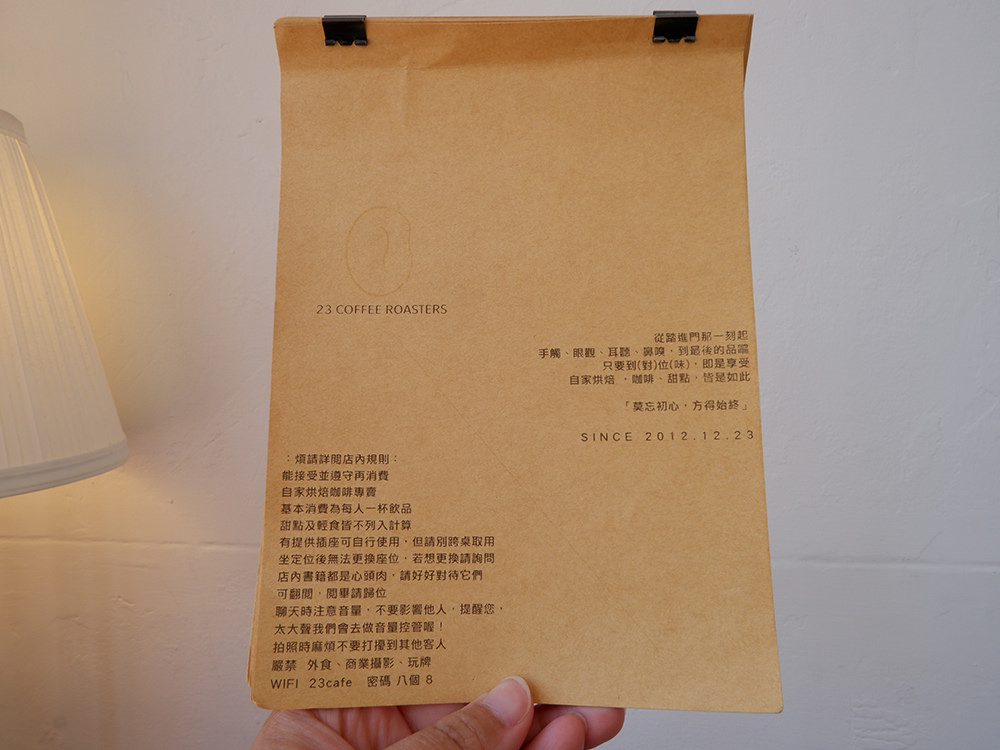 23 COFFEE ROASTERS
從踏進門那一刻起
手觸、眼觀、耳聽、鼻嗅，到最後的品嚐
只要到(對)位(味)，即是享受
自家烘焙 ，咖啡、甜點，皆是如此
「莫忘初心，方得始終」
SINCE 2012.12.23
：煩請詳閱店內規則：
能接受並遵守再消費
自家烘焙咖啡專賣
基本消費為每人一杯飲品
甜點及輕食皆不列入計算
有提供插座可自行使用，但請別跨桌取用
坐定位後無法更換座位，若想更換請詢問
店內書籍都是心頭肉，請好好對待它們
可翻閱，閱畢請歸位
聊天時注意音量，不要影響他人，提醒您，
太大聲我們會去做音量控管喔！
拍照時麻煩不要打擾到其他客人
嚴禁 外食、商業攝影、玩牌
WIFI 23cafe 密碼 八個 8